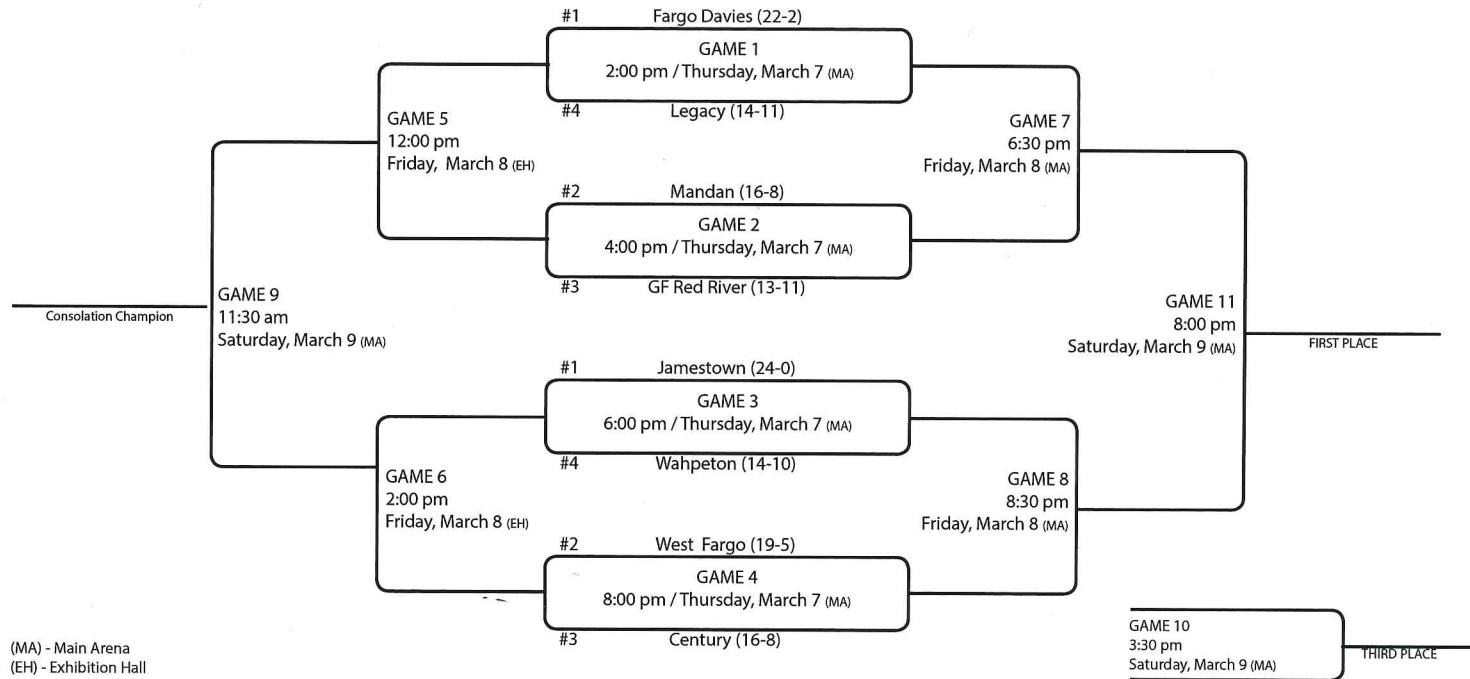 #1 Fargo Davies (22-2)
GAME 1
2:00 pm / Thursday, March 7 (MA)
#4 Legacy (14-11)
GAME 5
12:00 pm
Friday, March 8 (EH)
GAME 7
6:30 pm
Friday, March 8 (MA)
#2 Mandan (16-8)
GAME 2
4:00 pm / Thursday, March 7 (MA)
#3 GF Red River (13-11)
GAME 9
11:30 am
Saturday, March 9 (MA)
Consolation Champion
GAME 11
8:00 pm
Saturday, March 9 (MA)
FIRST PLACE
#1 Jamestown (24-0)
GAME 3
6:00 pm / Thursday, March 7 (MA)
#4 Wahpeton (14-10)
GAME 6
2:00 pm
Friday, March 8 (EH)
GAME 8
8:30 pm
Friday, March 8 (MA)
#2 West Fargo (19-5)
GAME 4
8:00 pm / Thursday, March 7 (MA)
#3 Century (16-8)
GAME 10
3:30 pm
Saturday, March 9 (MA)
THIRD PLACE
(MA) - Main Arena
(EH) - Exhibition Hall